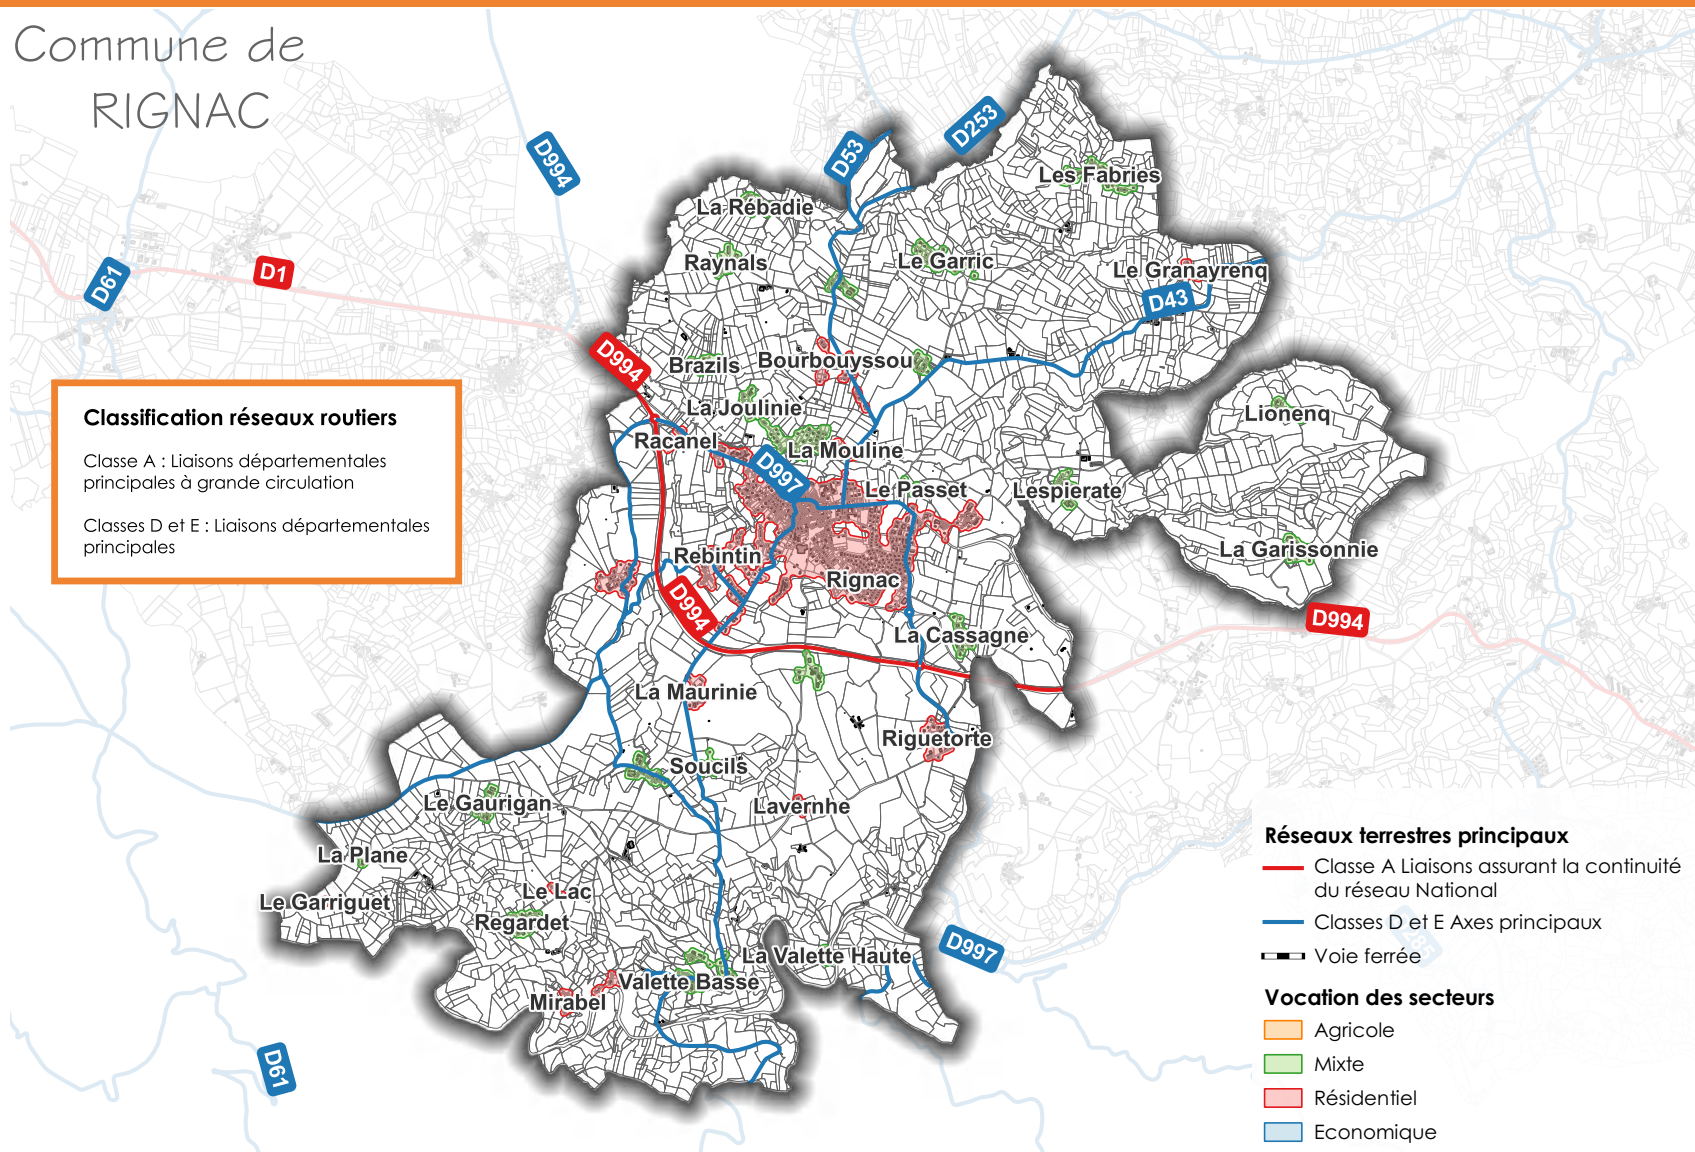 Commune de
RIGNAC
D994
D53
D253
Les Fabries
La Rébadie
Raynals
Le Garric
Le Granayrenq
D1
D61
D43
D994
Brazils
Bourbouyssou
La Joulinie
Lionenq
Racanel
La Mouline
D997
Le Passet
Lespierate
Classification réseaux routiers
Classe A : Liaisons départementales
principales à grande circulation
Classes D et E : Liaisons départementales
principales
Rebintin
Rignac
La Garissonnie
D994
La Cassagne
D994
La Maurinie
Riguetorte
Soucils
Le Gaurigan
Lavernhe
La Plane
Le Garriguet
Le Lac
Regardet
La Valette Haute
D997
Valette Basse
Mirabel
D61
Réseaux terrestres principaux
Classe A Liaisons assurant la continuité
du réseau National
Classes D et E Axes principaux
Voie ferrée
Vocation des secteurs
Agricole
Mixte
Résidentiel
Economique